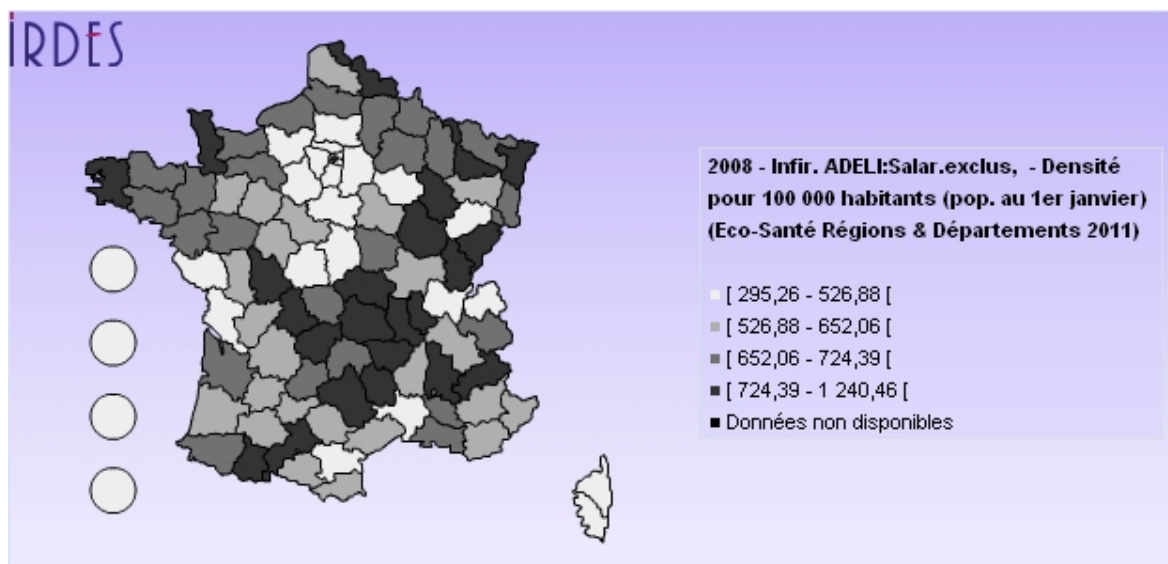 IRDES
2008 - Infir. ADELI:Salar.exclus, - Densité
pour 100 000 habitants (pop. au 1er janvier)
(Eco-Santé Régions & Départements 2011)
[ 295,26 - 526,88 [
[ 526,88 - 652,06 [
[ 652,06 - 724,39 [
[ 724,39 - 1 240,46 [
Données non disponibles